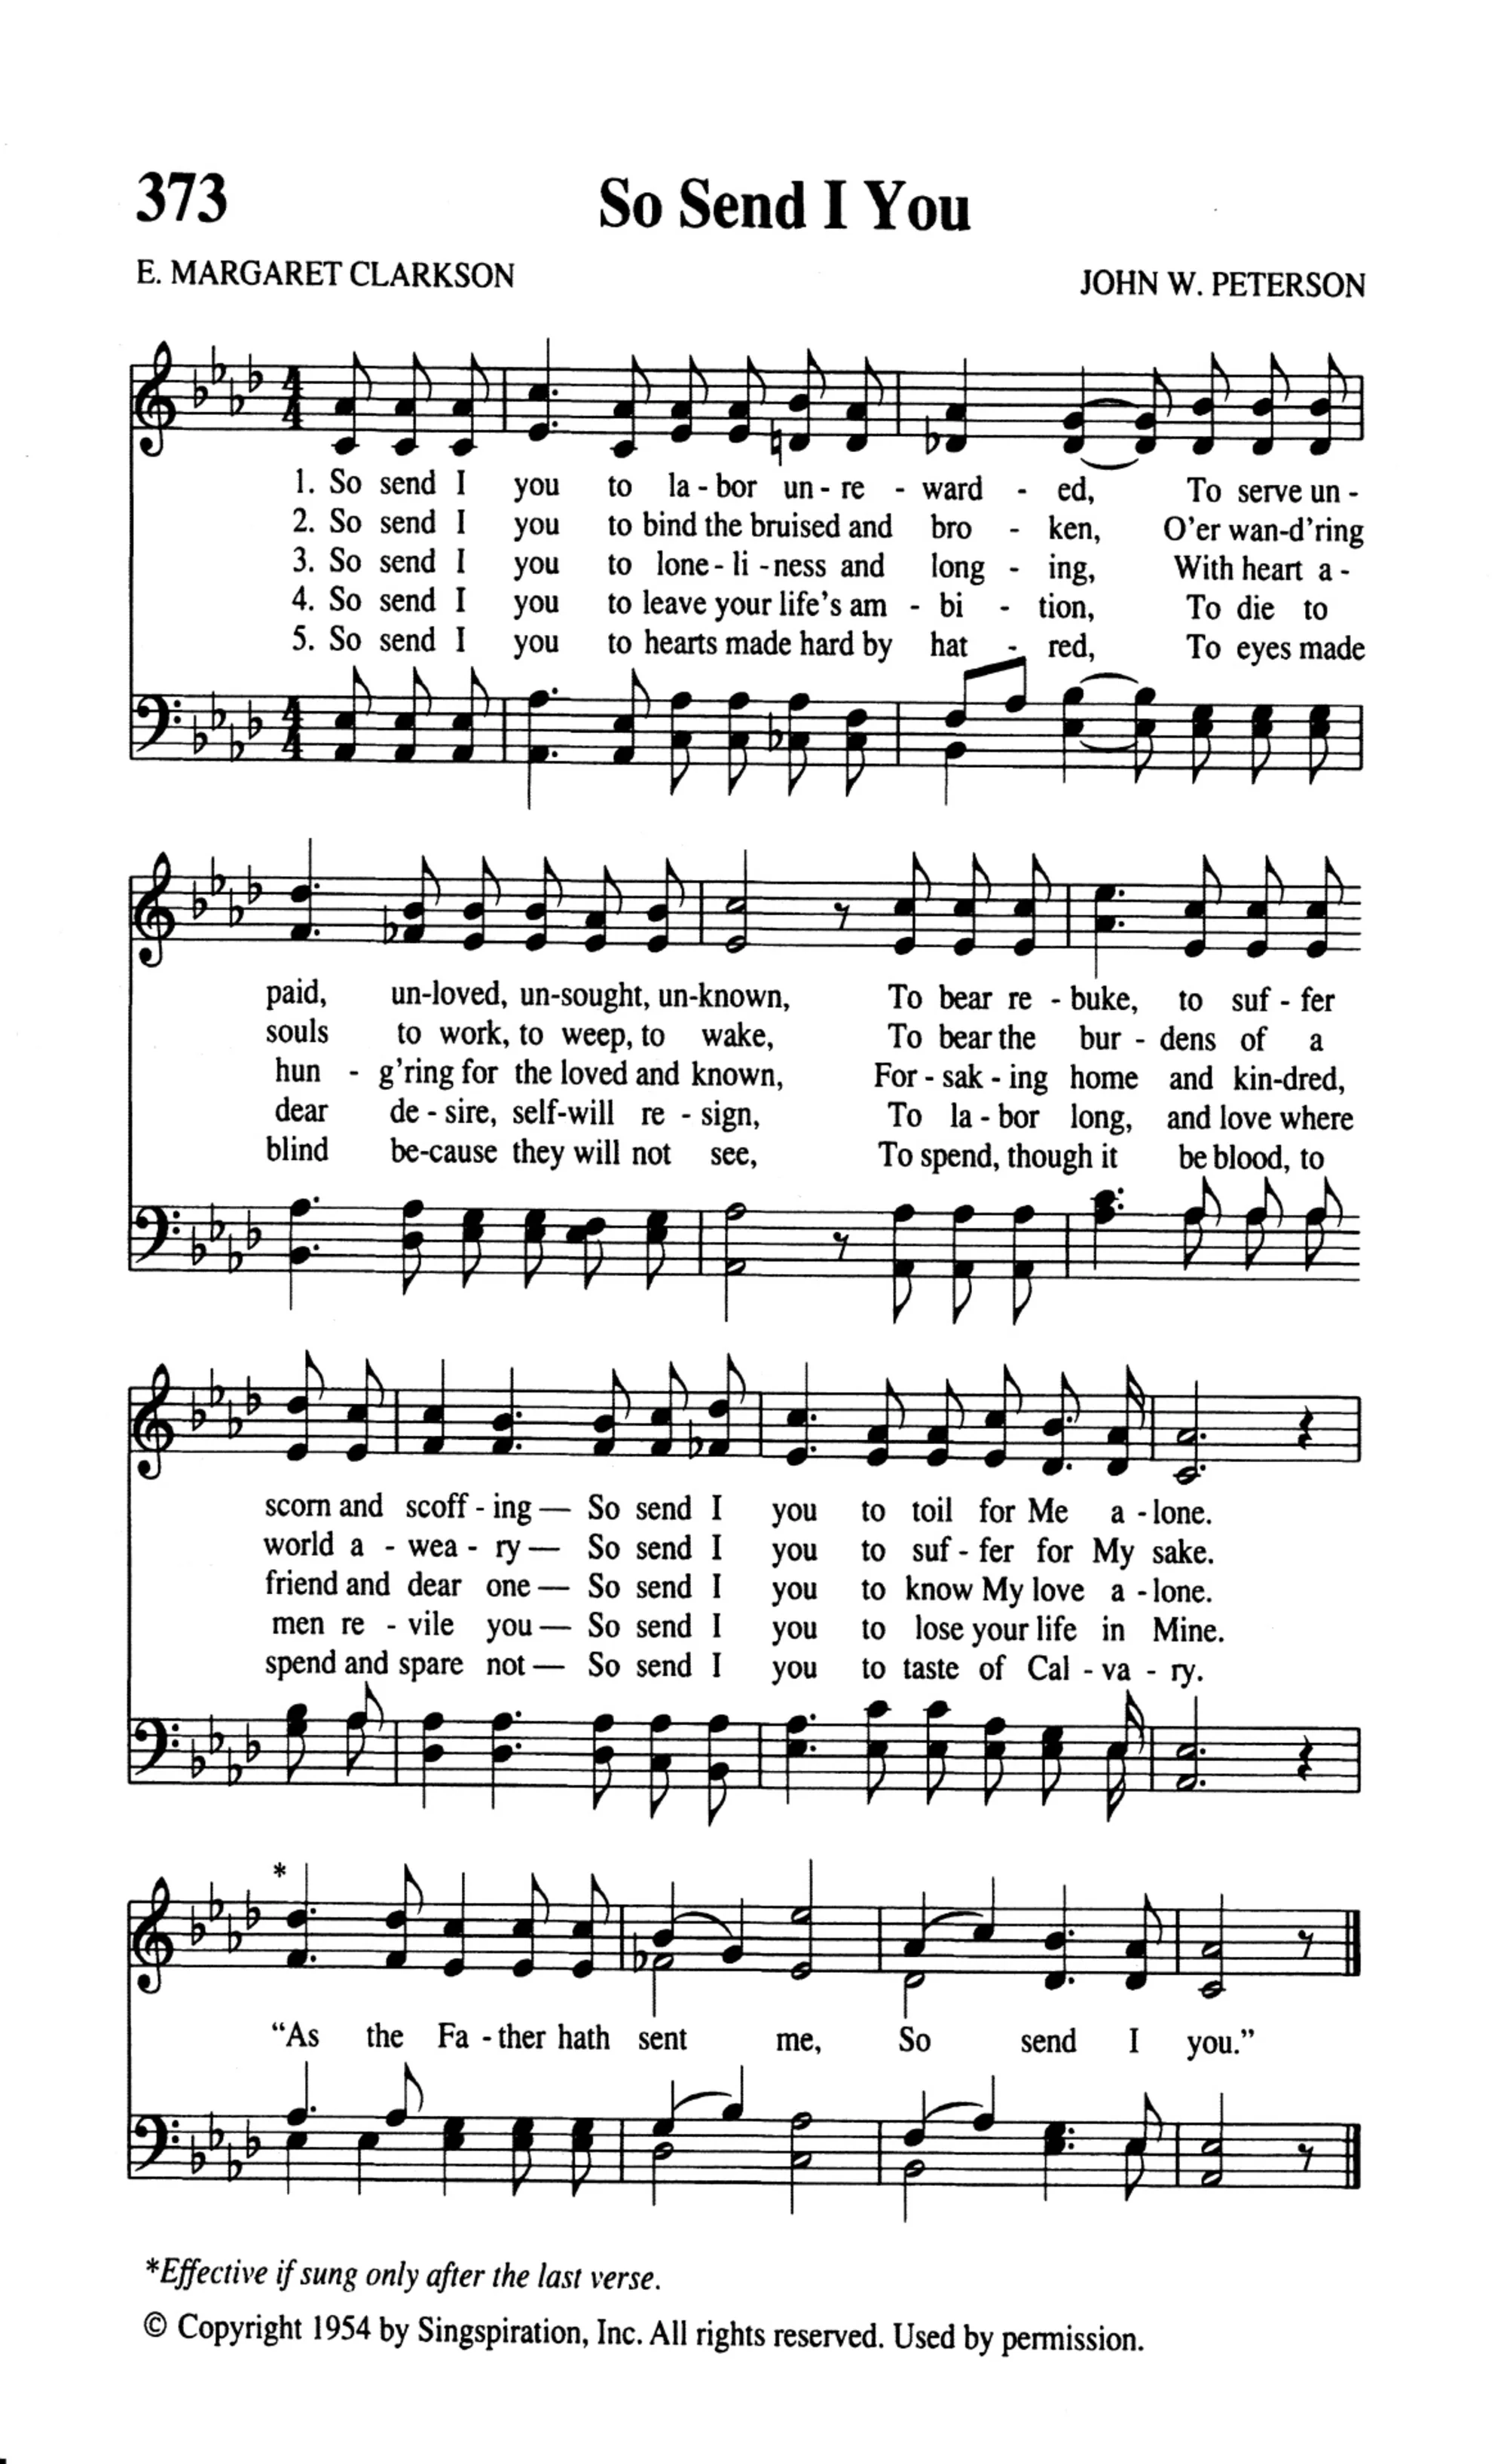 373
So Send I You
E. MARGARET CLARKSON
JOHN W. PETERSON
1. So send I you to la - bor un - re - ward - ed, To serve un -
2. So send I you to bind the bruised and bro - ken, O'er wan-d'ring
3. So send I you to lone - li - ness and long - ing, With heart a -
4. So send I you to leave your life's am - bi - tion, To die to
5. So send I you to hearts made hard by hat - red, To eyes made
paid, un-loved, un-sought, un-known, To bear re - buke, to suf - fer
souls to work, to weep, to wake, To bear the bur - dens of a
hun - g'ring for the loved and known, For - sak - ing home and kin-dred,
dear de - sire, self-will re - sign, To la - bor long, and love where
blind be-cause they will not see, To spend, though it be blood, to
scorn and scoff - ing— So send I you to toil for Me a - lone.
world a - wea - ry— So send I you to suf - fer for My sake.
friend and dear one— So send I you to know My love a - lone.
men re - vile you— So send I you to lose your life in Mine.
spend and spare not— So send I you to taste of Cal - va - ry.
*
“As the Fa - ther hath sent me, So send I you.”
*Effective if sung only after the last verse.
© Copyright 1954 by Singspiration, Inc. All rights reserved. Used by permission.